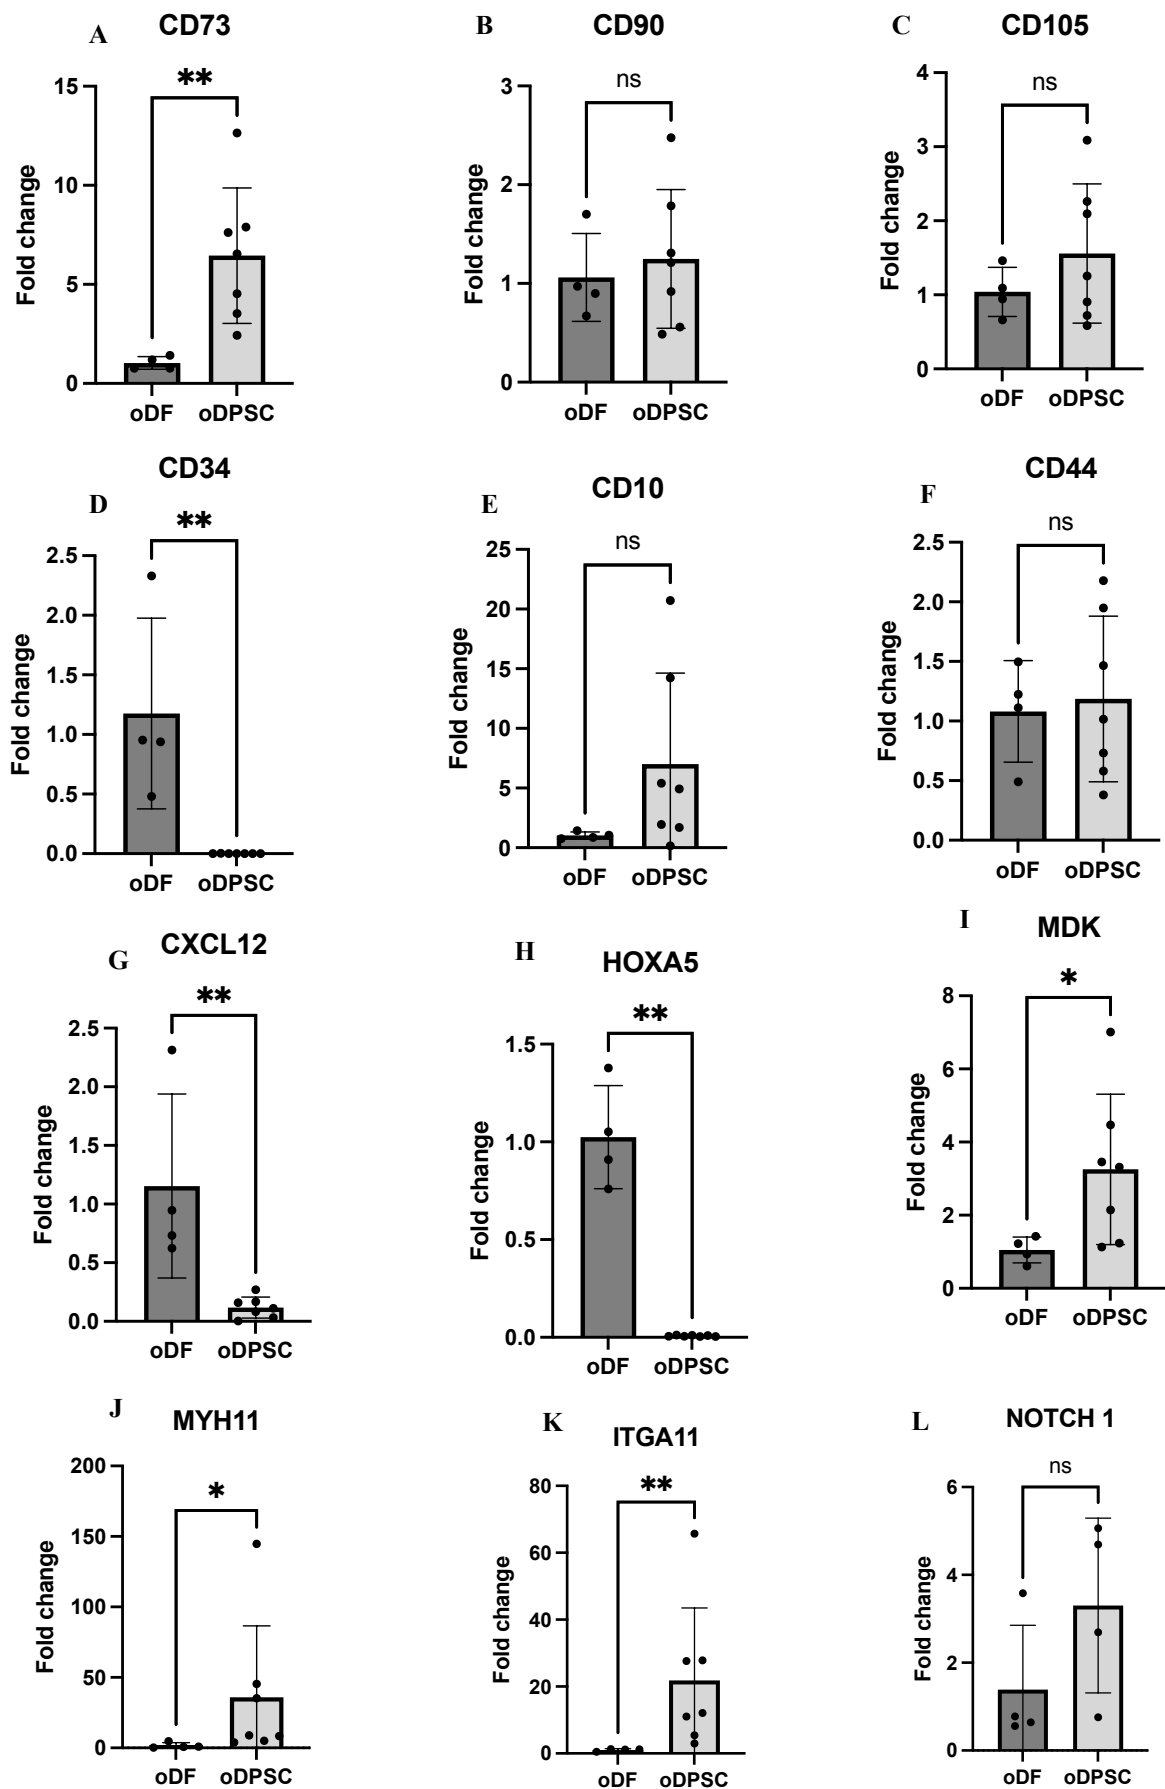 A CD73
**
15
10
5
0
Fold change
oDF oDPSC
B CD90
ns
3
2
1
0
Fold change
oDF oDPSC
C CD105
ns
4
3
2
1
0
Fold change
oDF oDPSC
D CD34
**
2.5
2.0
1.5
1.0
0.5
0.0
Fold change
oDF oDPSC
E CD10
ns
25
20
15
10
5
0
Fold change
oDF oDPSC
F CD44
ns
2.5
2.0
1.5
1.0
0.5
0.0
Fold change
oDF oDPSC
G CXCL12
**
2.5
2.0
1.5
1.0
0.5
0.0
Fold change
oDF oDPSC
H HOXA5
**
1.5
1.0
0.5
0.0
Fold change
oDF oDPSC
I MDK
*
8
6
4
2
0
Fold change
oDF oDPSC
J MYH11
*
200
150
100
50
0
Fold change
oDF oDPSC
K ITGA11
**
80
60
40
20
0
Fold change
oDF oDPSC
L NOTCH 1
ns
6
4
2
0
Fold change
oDF oDPSC